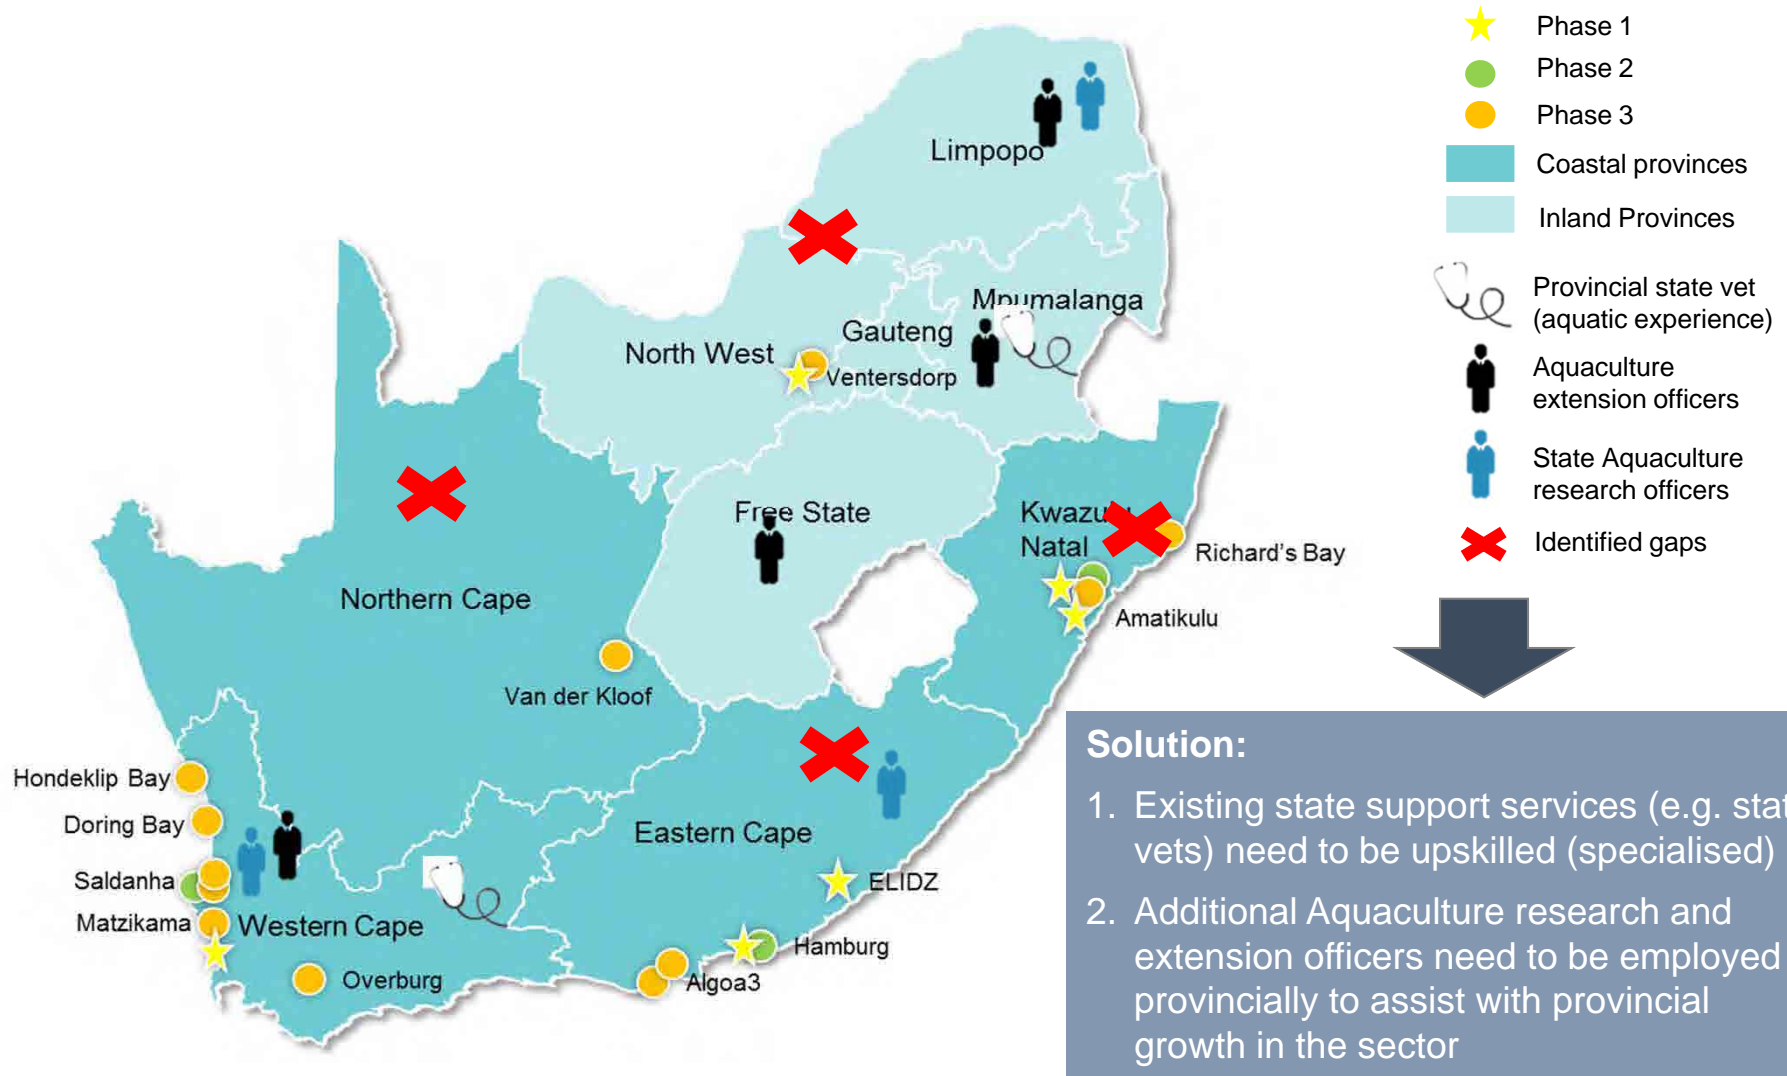 Phase 1
Phase 2
Phase 3
Coastal provinces
Inland Provinces
Provincial state vet
(aquatic experience)
Aquaculture
extension officers
State Aquaculture
research officers
Identified gaps
Limpopo
Mpumalanga
Gauteng
North West
Ventersdorp
Free State
Kwazulu
Natal
Richard's Bay
Amatikulu
Northern Cape
Van der Kloof
Hondeklip Bay
Doring Bay
Saldanha
Matzikama
Western Cape
Overburg
Eastern Cape
ELIDZ
Hamburg
Algoa3
Solution:
1. Existing state support services (e.g. stat
vets) need to be upskilled (specialised)
2. Additional Aquaculture research and
extension officers need to be employed
provincially to assist with provincial
growth in the sector